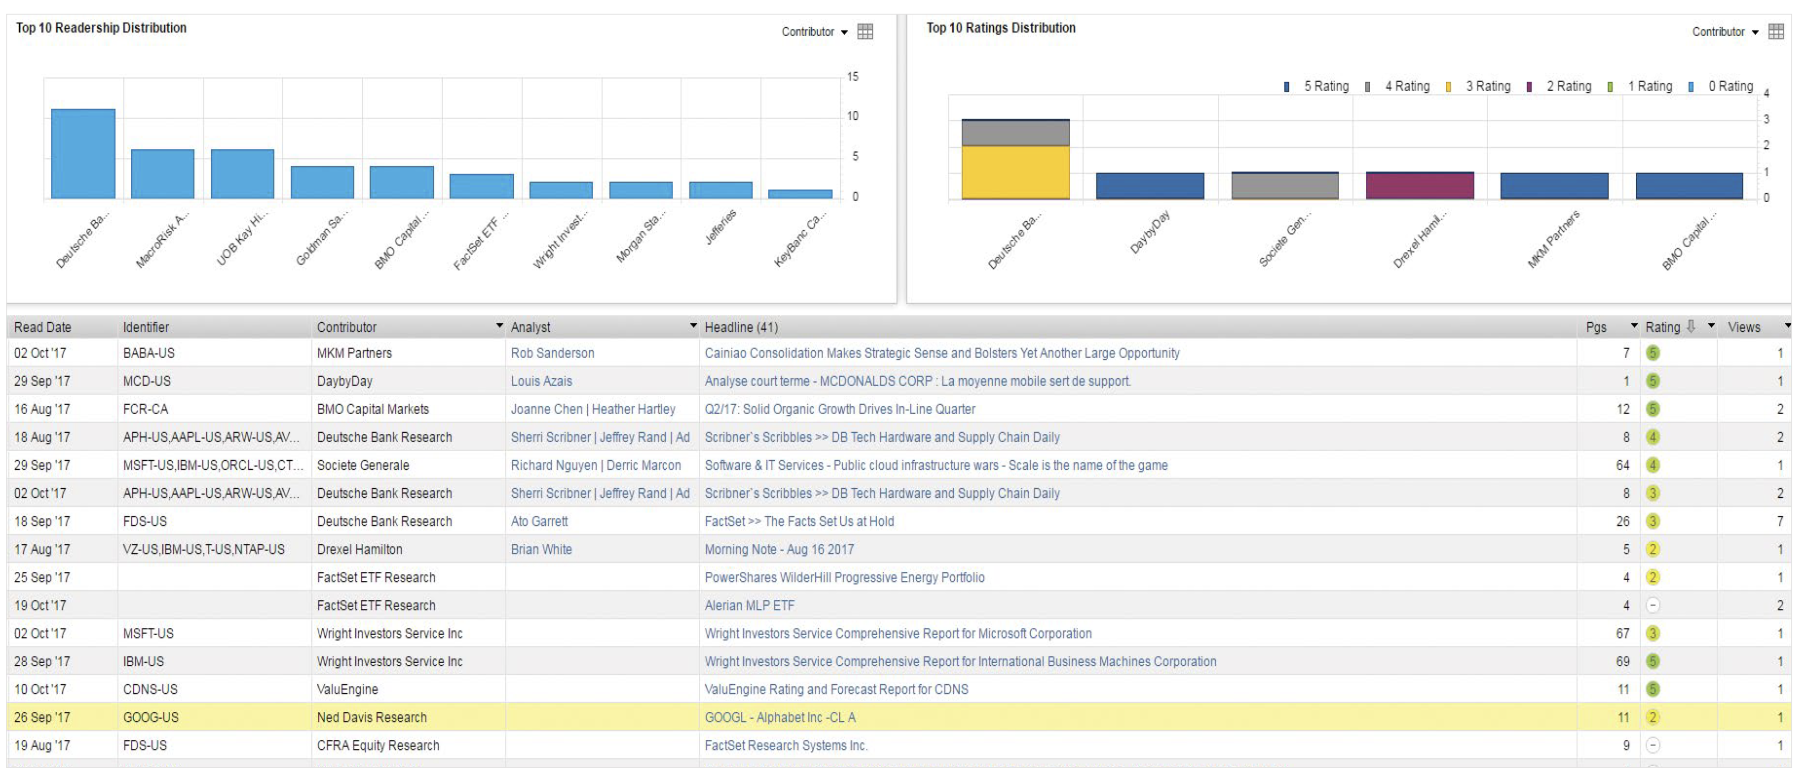 Top 10 Readership Distribution
Contributor
15
10
5
0
Deutsche Ba...
MacroRisk A...
UOB Kay Hi...
Goldman Sa...
BMO Capital...
FactSet ETF ...
Wright Invest...
Morgan Sta...
Jefferies
KeyBanc Ca...
Top 10 Ratings Distribution
Contributor
5 Rating 4 Rating 3 Rating 2 Rating 1 Rating 0 Rating
4
3
2
1
0
Deutsche Ba...
DaybyDay
Societe Gen...
Drexel Hamil...
MKM Partners
BMO Capital ...
Read Date Identifier Contributor Analyst Headline (41) Pgs Rating Views
02 Oct '17 BABA-US MKM Partners Rob Sanderson Cainiao Consolidation Makes Strategic Sense and Bolsters Yet Another Large Opportunity 7 5 1
29 Sep '17 MCD-US DaybyDay Louis Azais Analyse court terme - MCDONALDS CORP : La moyenne mobile sert de support. 1 5 1
16 Aug '17 FCR-CA BMO Capital Markets Joanne Chen | Heather Hartley Q2/17: Solid Organic Growth Drives In-Line Quarter 12 5 2
18 Aug '17 APH-US,AAPL-US,ARW-US,AV... Deutsche Bank Research Sherri Scribner | Jeffrey Rand | Ad Scribner`s Scribbles >> DB Tech Hardware and Supply Chain Daily 8 4 2
29 Sep '17 MSFT-US,IBM-US,ORCL-US,CT... Societe Generale Richard Nguyen | Derric Marcon Software & IT Services - Public cloud infrastructure wars - Scale is the name of the game 64 4 1
02 Oct '17 APH-US,AAPL-US,ARW-US,AV... Deutsche Bank Research Sherri Scribner | Jeffrey Rand | Ad Scribner`s Scribbles >> DB Tech Hardware and Supply Chain Daily 8 3 2
18 Sep '17 FDS-US Deutsche Bank Research Ato Garrett FactSet >> The Facts Set Us at Hold 26 3 7
17 Aug '17 VZ-US,IBM-US,T-US,NTAP-US Drexel Hamilton Brian White Morning Note - Aug 16 2017 5 2 1
25 Sep '17 FactSet ETF Research PowerShares WilderHill Progressive Energy Portfolio 4 2 1
19 Oct '17 FactSet ETF Research Alerian MLP ETF 4 - 2
02 Oct '17 MSFT-US Wright Investors Service Inc Wright Investors Service Comprehensive Report for Microsoft Corporation 67 3 1
28 Sep '17 IBM-US Wright Investors Service Inc Wright Investors Service Comprehensive Report for International Business Machines Corporation 69 5 1
10 Oct '17 CDNS-US ValuEngine ValuEngine Rating and Forecast Report for CDNS 11 5 1
26 Sep '17 GOOG-US Ned Davis Research GOOGL - Alphabet Inc -CL A 11 2 1
19 Aug '17 FDS-US CFRA Equity Research FactSet Research Systems Inc. 9 - 1